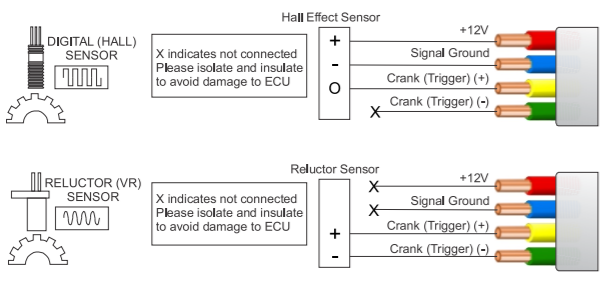 Hall Effect Sensor
DIGITAL (HALL)
SENSOR
X indicates not connected
Please isolate and insulate
to avoid damage to ECU
+
-
O
+12V
Signal Ground
Crank (Trigger) (+)
Crank (Trigger) (-)
X
Reluctor Sensor
RELUCTOR (VR)
SENSOR
X indicates not connected
Please isolate and insulate
to avoid damage to ECU
+
-
X
+12V
X
Signal Ground
Crank (Trigger) (+)
Crank (Trigger) (-)